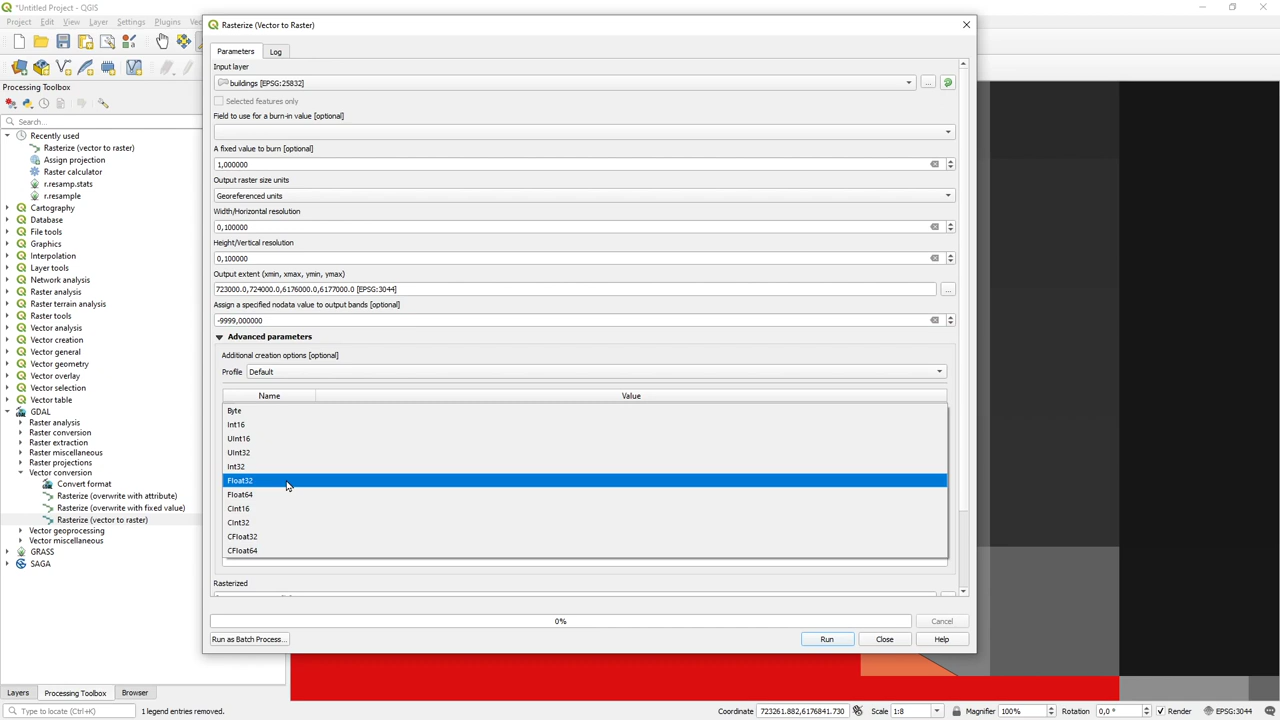 *Untitled Project — QGIS
Project Edit View Layer Settings Plugins
Processing Toolbox
Search...
Recently used
Rasterize (vector to raster)
Assign projection
Raster calculator
r.resamp.stats
r.resample
Cartography
Database
File tools
Graphics
Interpolation
Layer tools
Network analysis
Raster analysis
Raster terrain analysis
Raster tools
Vector analysis
Vector creation
Vector general
Vector geometry
Vector overlay
Vector selection
Vector table
GDAL
Raster analysis
Raster conversion
Raster extraction
Raster miscellaneous
Raster projections
Vector conversion
Convert format
Rasterize (overwrite with attribute)
Rasterize (overwrite with fixed value)
Rasterize (vector to raster)
Vector geoprocessing
Vector miscellaneous
GRASS
SAGA
Rasterize (Vector to Raster)
Parameters Log
Input layer
buildings [EPSG:25832]
...
Selected features only
Field to use for a burn-in value [optional]
A fixed value to burn [optional]
1,000000
Output raster size units
Georeferenced units
Width/Horizontal resolution
0,100000
Height/Vertical resolution
0,100000
Output extent (xmin, xmax, ymin, ymax)
723000.0,724000.0,6176000.0,6177000.0 [EPSG:3044]
...
Assign a specified nodata value to output bands [optional]
-9999,000000
Advanced parameters
Additional creation options [optional]
Profile Default
Name Value
Byte
Int16
UInt16
UInt32
Int32
Float32
Float64
CInt16
CInt32
CFloat32
CFloat64
Rasterized
0% Cancel
Run as Batch Process... Run Close Help
Layers Processing Toolbox Browser
Type to locate (Ctrl+K) 1 legend entries removed. Coordinate 723261.882,6176841.730 Scale 1:8 Magnifier 100% Rotation 0,0 ° Render EPSG:3044